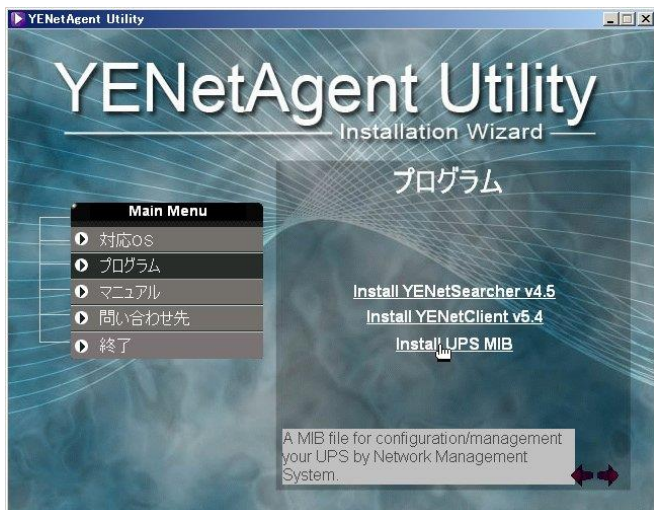 YENetAgent Utility
YENetAgent Utility
Installation Wizard
プログラム
Main Menu
対応OS
プログラム
マニュアル
問い合わせ先
終了
Install YENetSearcher v4.5
Install YENetClient v5.4
Install UPS MIB
A MIB file for configuration/management
your UPS by Network Management
System.